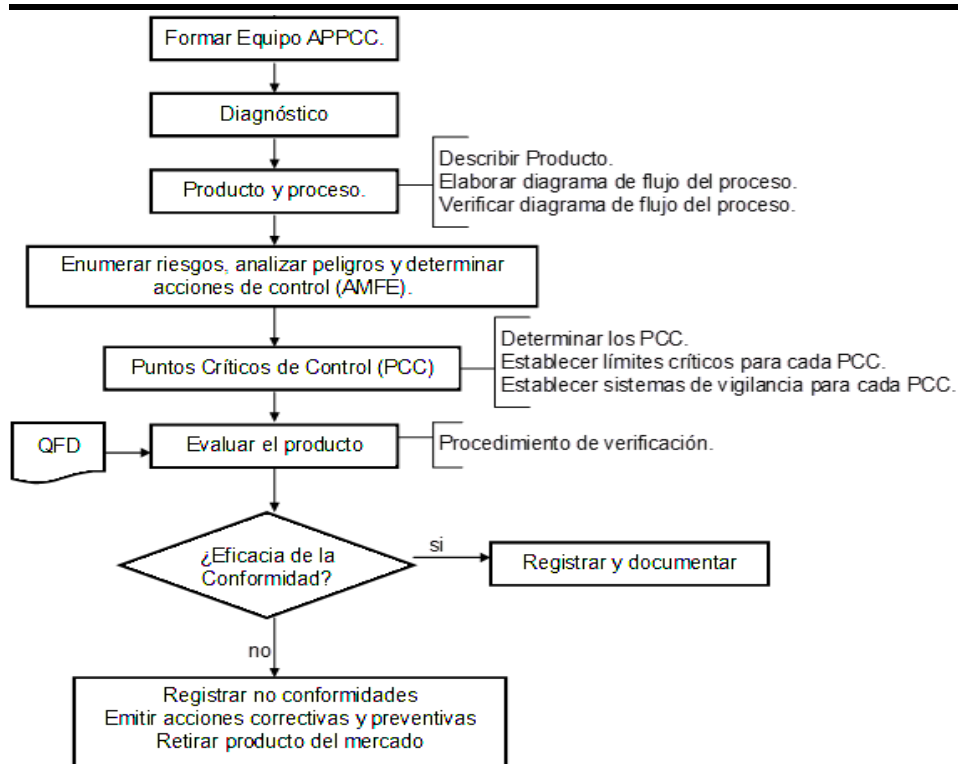 Formar Equipo APPCC.
Diagnóstico
Producto y proceso.
Describir Producto.
Elaborar diagrama de flujo del proceso.
Verificar diagrama de flujo del proceso.
Enumerar riesgos, analizar peligros y determinar
acciones de control (AMFE).
Puntos Críticos de Control (PCC)
Determinar los PCC.
Establecer límites críticos para cada PCC.
Establecer sistemas de vigilancia para cada PCC.
QFD
Evaluar el producto
Procedimiento de verificación.
¿Eficacia de la
Conformidad?
si
Registrar y documentar
no
Registrar no conformidades
Emitir acciones correctivas y preventivas
Retirar producto del mercado